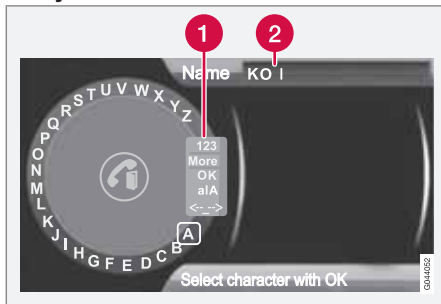 1 2
Name KO I
A B C D E F G H I J K L M N O P Q R S T U V W X Y Z
123
More
OK
a|A
<--_-->
Select character with OK
G044052